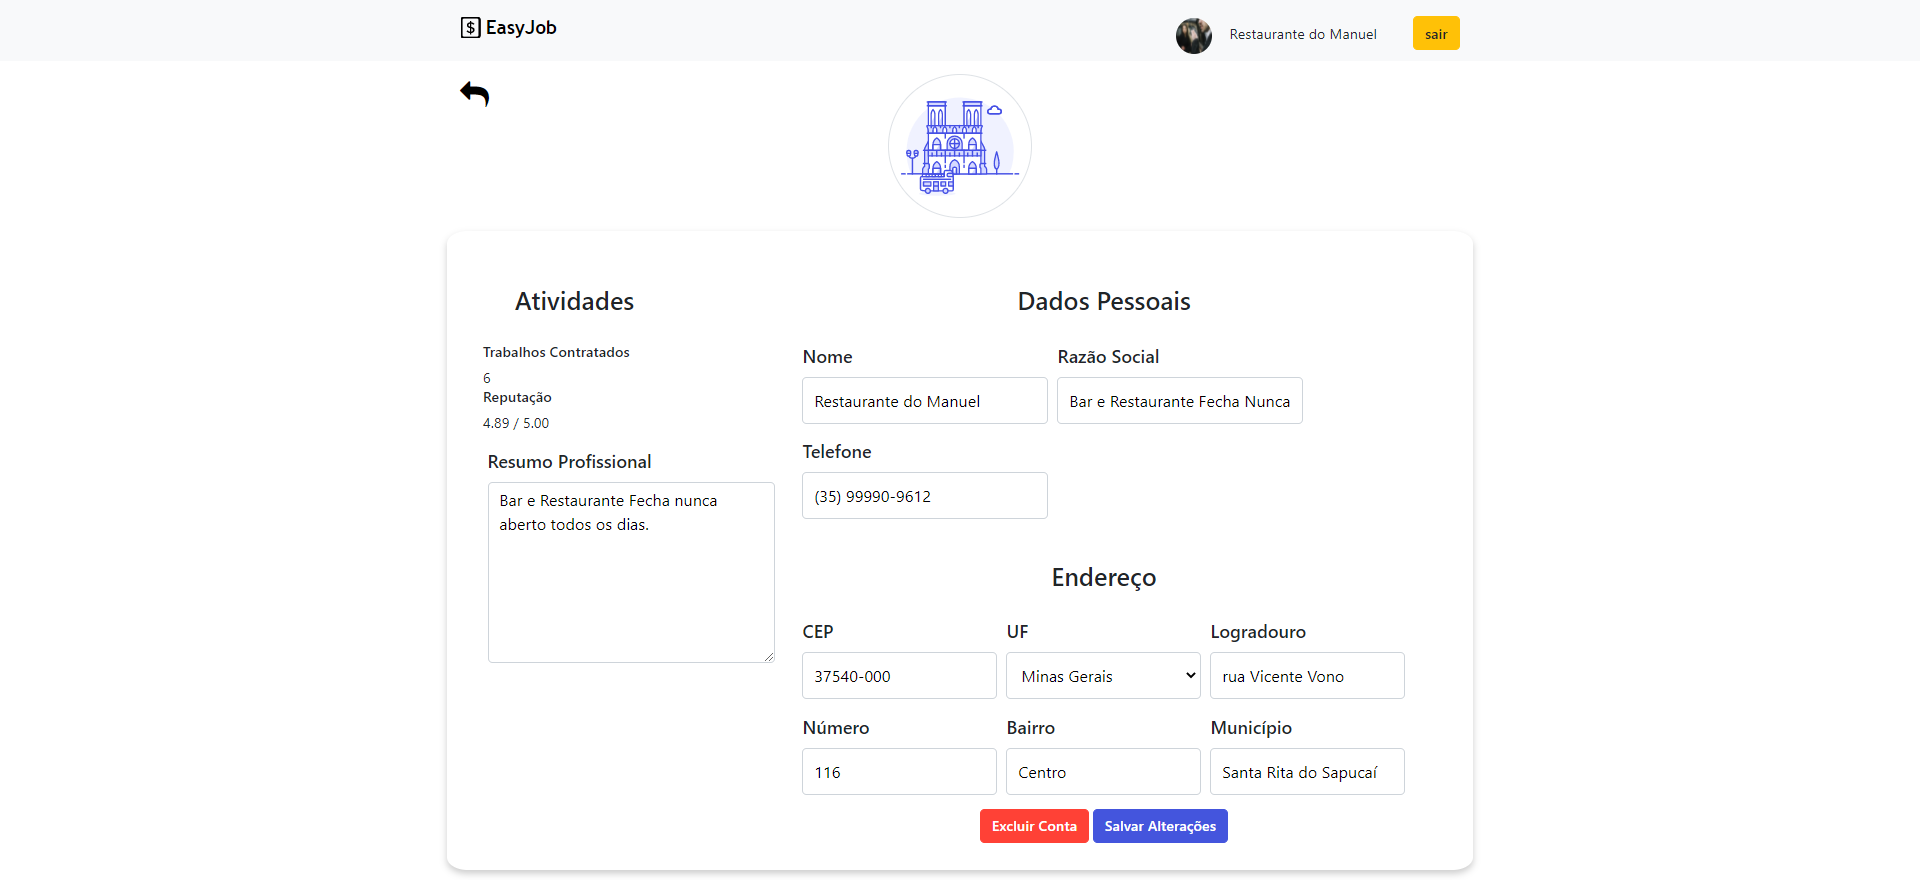 EasyJob
Restaurante do Manuel
sair
Atividades
Trabalhos Contratados
6
Reputação
4.89 / 5.00
Resumo Profissional
Bar e Restaurante Fecha nunca
aberto todos os dias.
Dados Pessoais
Nome
Razão Social
Restaurante do Manuel
Bar e Restaurante Fecha Nunca
Telefone
(35) 99990-9612
Endereço
CEP
UF
Logradouro
37540-000
Minas Gerais
rua Vicente Vono
Número
Bairro
Município
116
Centro
Santa Rita do Sapucaí
Excluir Conta
Salvar Alterações